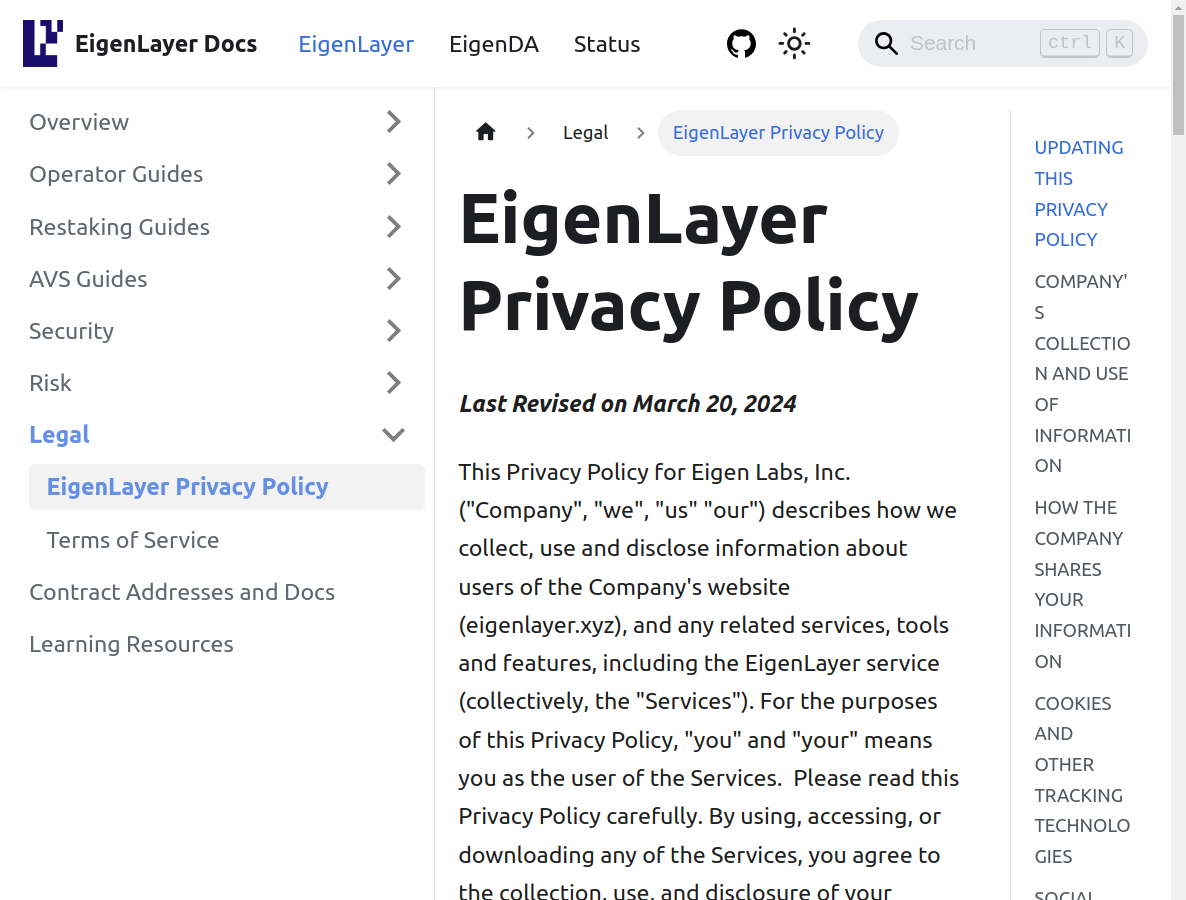 EigenLayer Docs
EigenLayer
EigenDA
Status
Search
ctrl K
Overview
Operator Guides
Restaking Guides
AVS Guides
Security
Risk
Legal
EigenLayer Privacy Policy
Terms of Service
Contract Addresses and Docs
Learning Resources
Legal
EigenLayer Privacy Policy
EigenLayer
Privacy Policy
Last Revised on March 20, 2024
This Privacy Policy for Eigen Labs, Inc.
("Company", "we", "us" "our") describes how we
collect, use and disclose information about
users of the Company's website
(eigenlayer.xyz), and any related services, tools
and features, including the EigenLayer service
(collectively, the "Services"). For the purposes
of this Privacy Policy, "you" and "your" means
you as the user of the Services.  Please read this
Privacy Policy carefully. By using, accessing, or
downloading any of the Services, you agree to
the collection, use, and disclosure of your
UPDATING
THIS
PRIVACY
POLICY
COMPANY'
S
COLLECTIO
N AND USE
OF
INFORMATI
ON
HOW THE
COMPANY
SHARES
YOUR
INFORMATI
ON
COOKIES
AND
OTHER
TRACKING
TECHNOLO
GIES
SOCIAL